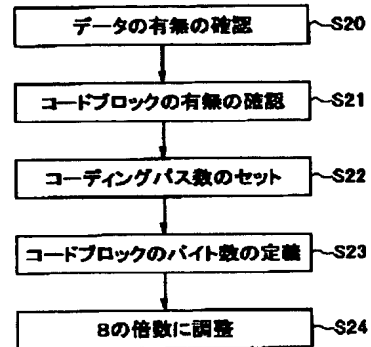 データの有無の確認 S20
コードブロックの有無の確認 S21
コーディングパス数のセット S22
コードブロックのバイト数の定義 S23
8の倍数に調整 S24